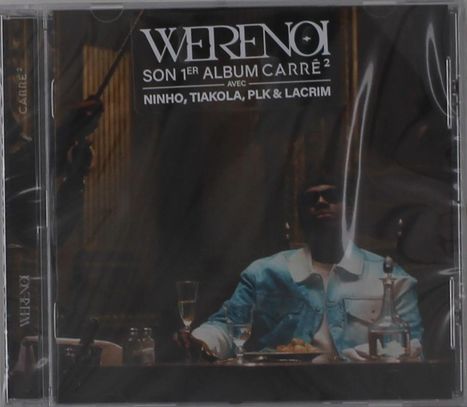 WERENOI
SON 1ER ALBUM CARRÉ²
AVEC
NINHO, TIAKOLA, PLK & LACRIM
CARRÉ²
WERENOI